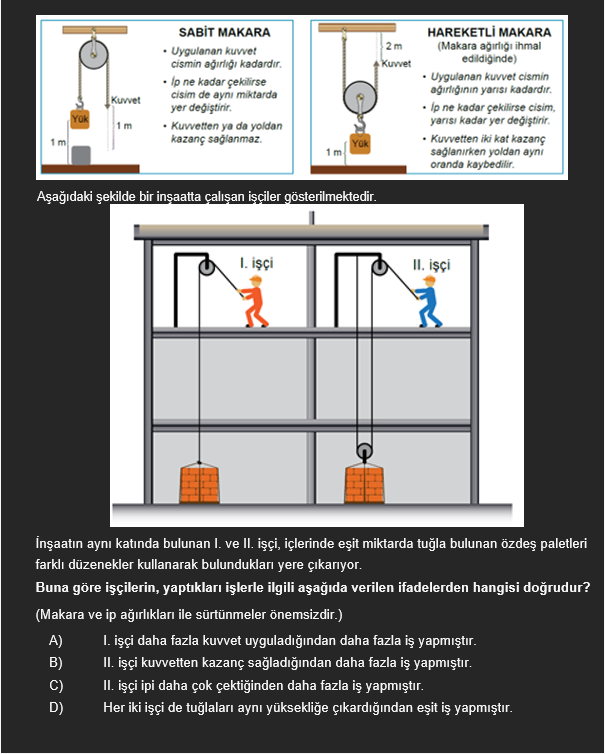 SABİT MAKARA
• Uygulanan kuvvet
cismin ağırlığı kadardır.
• İp ne kadar çekilirse
cisim de aynı miktarda
yer değiştirir.
• Kuvvetten ya da yoldan
kazanç sağlanmaz.
Kuvvet
Yük
1 m
1 m
HAREKETLİ MAKARA
(Makara ağırlığı ihmal
edildiğinde)
• Uygulanan kuvvet cismin
ağırlığının yarısı kadardır.
• İp ne kadar çekilirse cisim,
yarısı kadar yer değiştirir.
• Kuvvetten iki kat kazanç
sağlanırken yoldan aynı
oranda kaybedilir.
2 m
Kuvvet
Yük
1 m
Aşağıdaki şekilde bir inşaatta çalışan işçiler gösterilmektedir.
I. işçi
II. işçi
İnşaatın aynı katında bulunan I. ve II. işçi, içlerinde eşit miktarda tuğla bulunan özdeş paletleri
farklı düzenekler kullanarak bulundukları yere çıkarıyor.
Buna göre işçilerin, yaptıkları işlerle ilgili aşağıda verilen ifadelerden hangisi doğrudur?
(Makara ve ip ağırlıkları ile sürtünmeler önemsizdir.)
A) I. işçi daha fazla kuvvet uyguladığından daha fazla iş yapmıştır.
B) II. işçi kuvvetten kazanç sağladığından daha fazla iş yapmıştır.
C) II. işçi ipi daha çok çektiğinden daha fazla iş yapmıştır.
D) Her iki işçi de tuğlaları aynı yüksekliğe çıkardığından eşit iş yapmıştır.